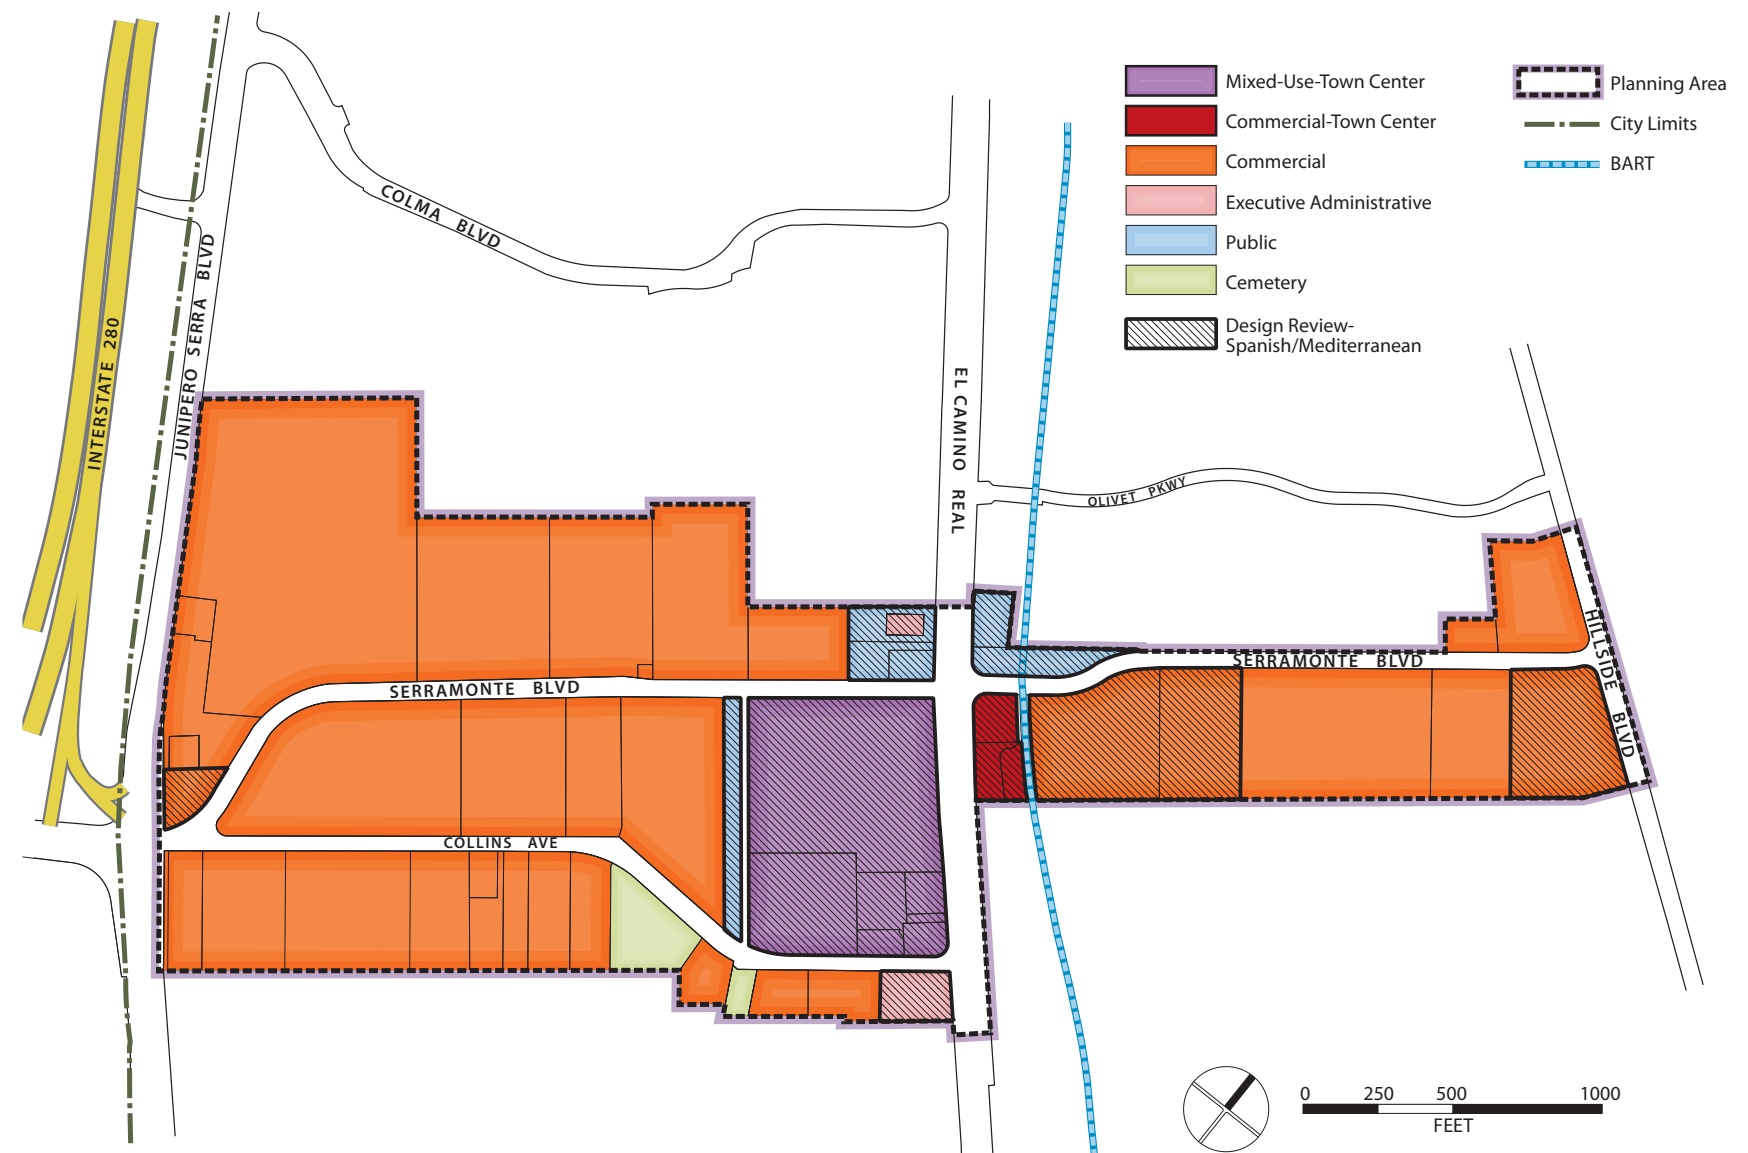 Mixed-Use-Town Center
Commercial-Town Center
Commercial
Executive Administrative
Public
Cemetery
Design Review-
Spanish/Mediterranean
Planning Area
City Limits
BART
COLMA BLVD
JUNIPERO SERRA BLVD
INTERSTATE 280
EL CAMINO REAL
OLIVET PKWY
SERRAMONTE BLVD
SERRAMONTE BLVD
HILLSIDE BLVD
COLLINS AVE
0 250 500 1000
FEET